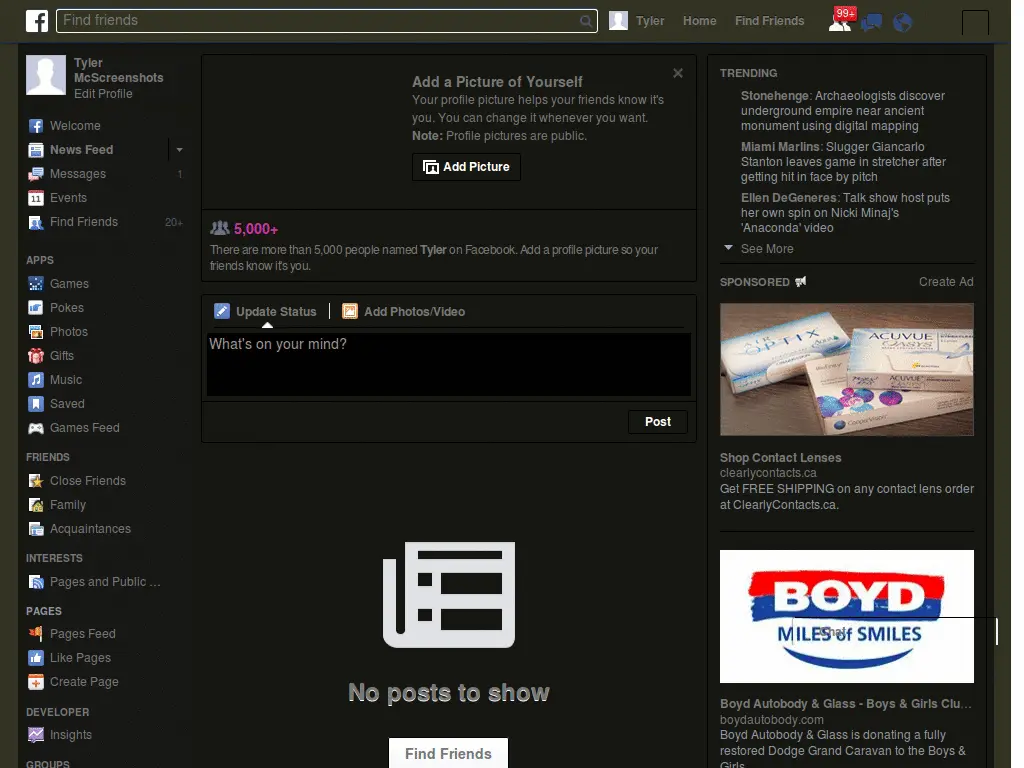 Find friends
Tyler
Home
Find Friends
99+
Tyler
McScreenshots
Edit Profile
Welcome
News Feed
Messages 1
11 Events
Find Friends 20+
APPS
Games
Pokes
Photos
Gifts
Music
Saved
Games Feed
FRIENDS
Close Friends
Family
Acquaintances
INTERESTS
Pages and Public ...
PAGES
Pages Feed
Like Pages
Create Page
DEVELOPER
Insights
GROUPS
Add a Picture of Yourself
Your profile picture helps your friends know it's
you. You can change it whenever you want.
Note: Profile pictures are public.
Add Picture
5,000+
There are more than 5,000 people named Tyler on Facebook. Add a profile picture so your
friends know it's you.
Update Status
Add Photos/Video
What's on your mind?
Post
No posts to show
Find Friends
TRENDING
Stonehenge: Archaeologists discover
underground empire near ancient
monument using digital mapping
Miami Marlins: Slugger Giancarlo
Stanton leaves game in stretcher after
getting hit in face by pitch
Ellen DeGeneres: Talk show host puts
her own spin on Nicki Minaj's
'Anaconda' video
See More
SPONSORED
Create Ad
AIR OPTIX
ACUVUE
OASYS
ACUVUE
CooperVision
Shop Contact Lenses
clearlycontacts.ca
Get FREE SHIPPING on any contact lens order
at ClearlyContacts.ca.
BOYD
MILES of SMILES
Chat
Boyd Autobody & Glass - Boys & Girls Clu...
boydautobody.com
Boyd Autobody & Glass is donating a fully
restored Dodge Grand Caravan to the Boys &
Girls